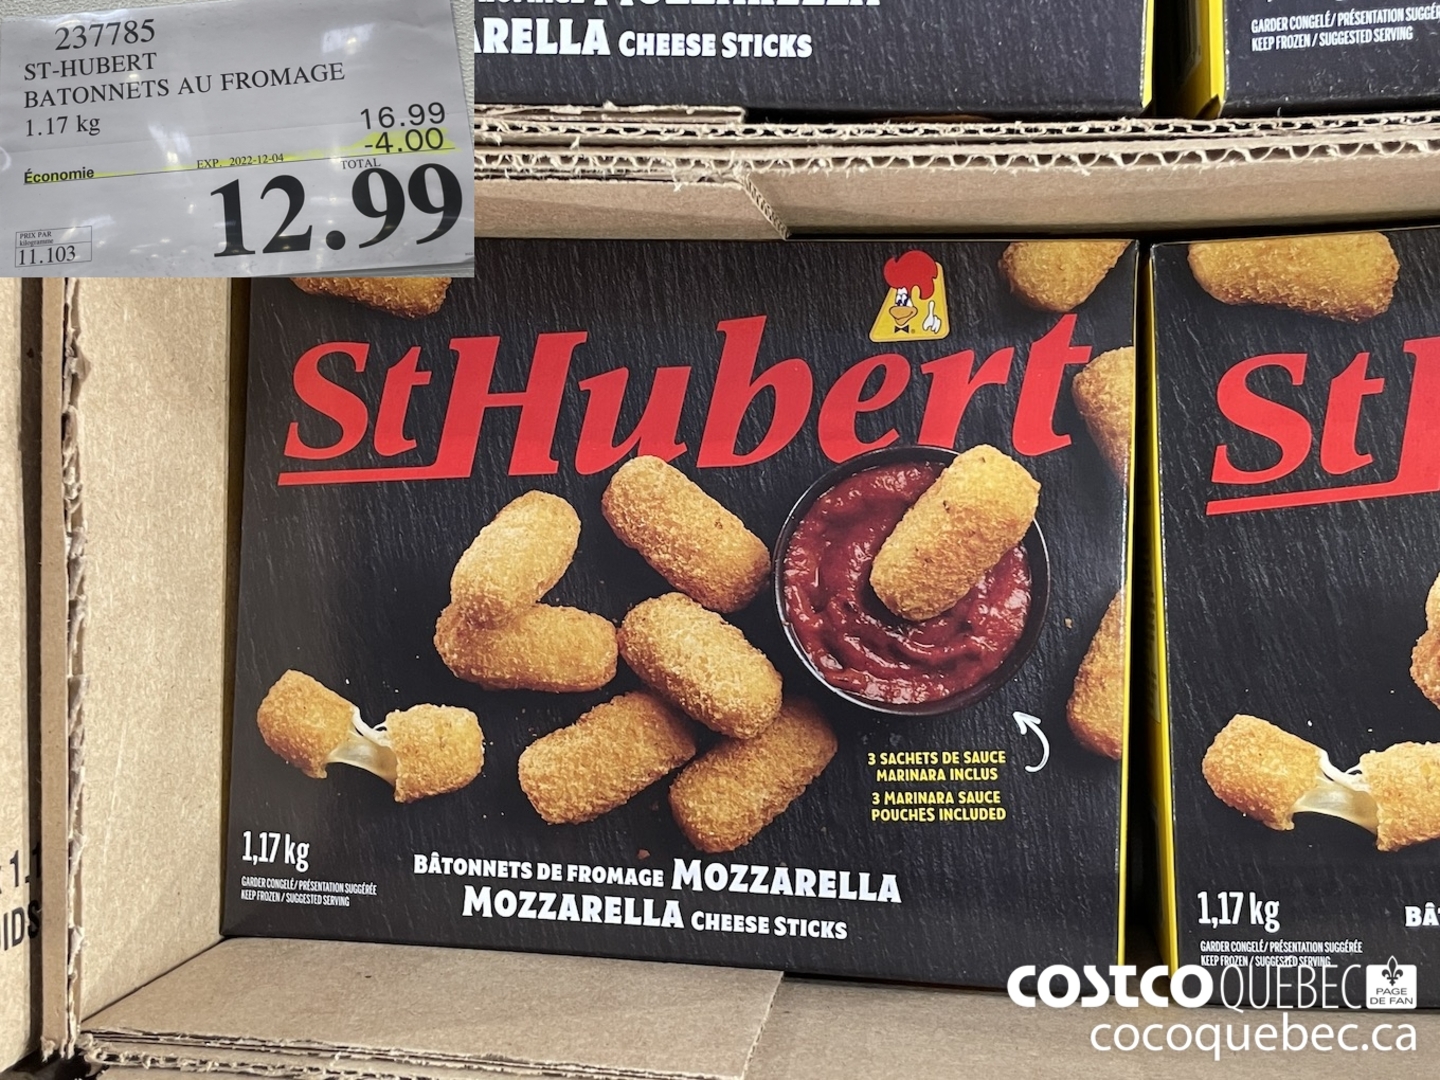 237785
ST-HUBERT
BATONNETS AU FROMAGE
1.17 kg
16.99
-4.00
Économie
EXP. 2022-12-04
TOTAL
12.99
PRIX PAR
kilogramme
11.103
RELLA CHEESE STICKS
GARDER CONGELÉ/PRÉSENTATION
KEEP FROZEN / SUGGESTED SERVING
StHubert
3 SACHETS DE SAUCE
MARINARA INCLUS
3 MARINARA SAUCE
POUCHES INCLUDED
1,17 kg
GARDER CONGELÉ/PRÉSENTATION SUGGÉRÉE
KEEP FROZEN / SUGGESTED SERVING
BÂTONNETS DE FROMAGE MOZZARELLA
MOZZARELLA CHEESE STICKS
St
1,17 kg
GARDER CONGELÉ/PRÉSENTATION SUGGÉRÉE
KEEP FROZEN / SUGGESTED SERVING
COSTCO QUEBEC
PAGE
DE FAN
cocoquebec.ca